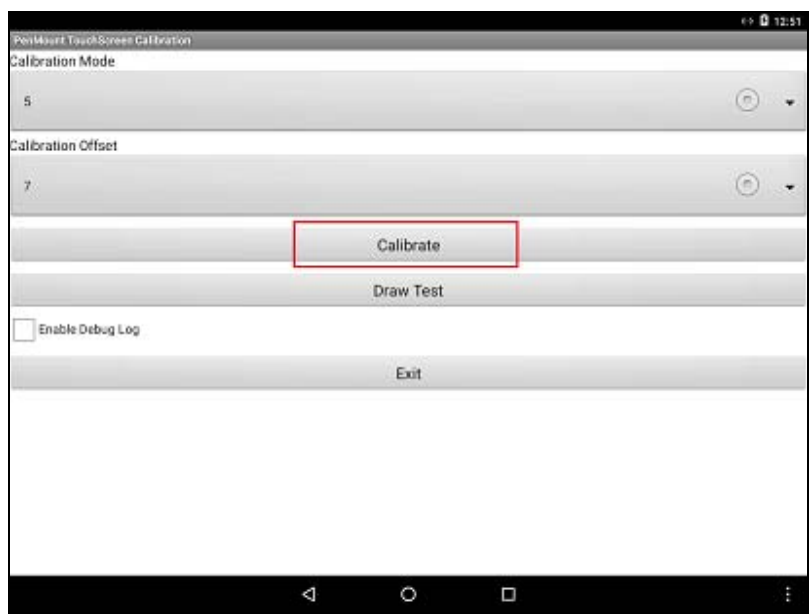 12:51
PenMount TouchScreen Calibration
Calibration Mode
5
Calibration Offset
7
Calibrate
Draw Test
Enable Debug Log
Exit